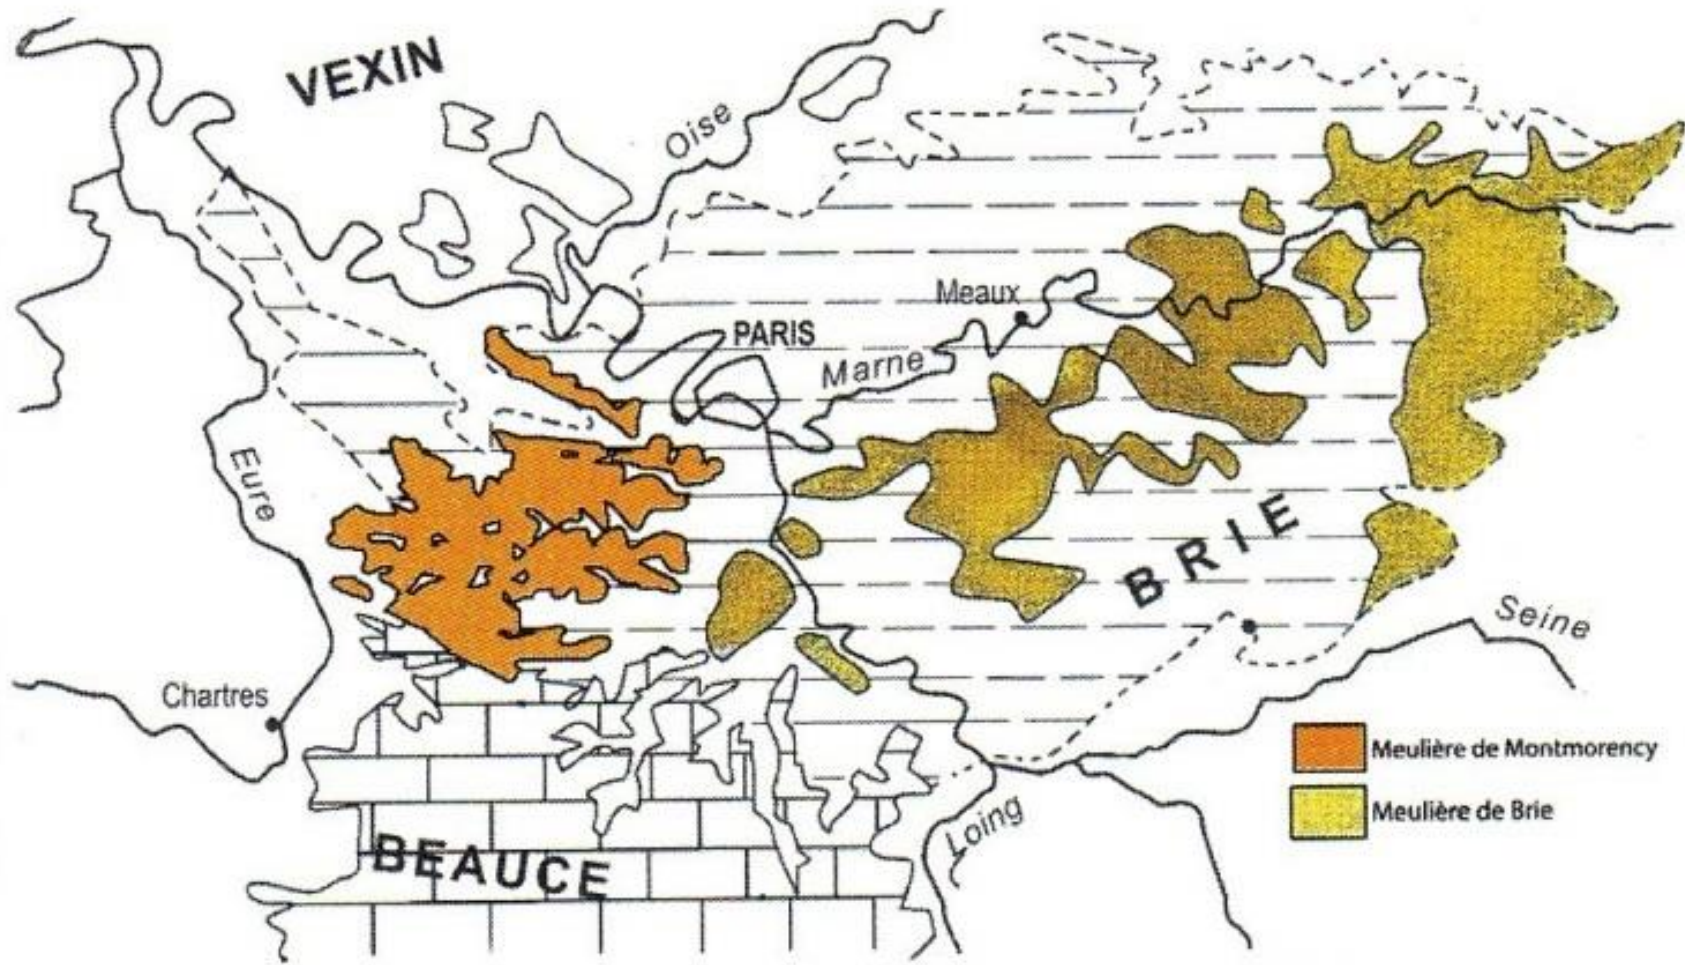 VEXIN
Oise
Meaux
PARIS
Marne
Eure
BRIE
Seine
Chartres
Meulière de Montmorency
Meulière de Brie
Loing
BEAUCE